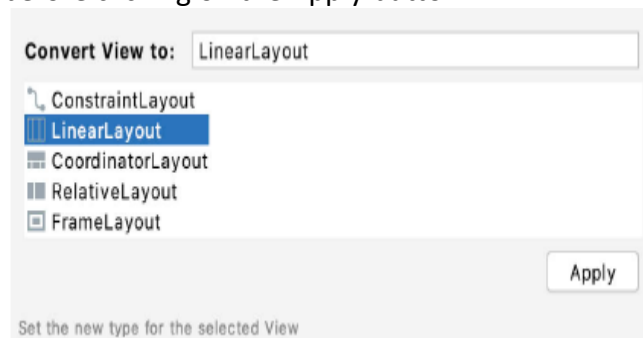 Convert View to: LinearLayout
ConstraintLayout
LinearLayout
CoordinatorLayout
RelativeLayout
FrameLayout
Apply
Set the new type for the selected View